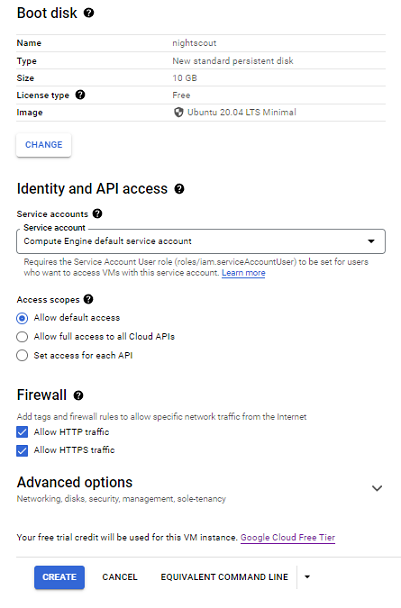 Boot disk
Name nightscout
Type New standard persistent disk
Size 10 GB
License type Free
Image Ubuntu 20.04 LTS Minimal
CHANGE
Identity and API access
Service accounts
Service account
Compute Engine default service account
Requires the Service Account User role (roles/iam.serviceAccountUser) to be set for users
who want to access VMs with this service account. Learn more
Access scopes
Allow default access
Allow full access to all Cloud APIs
Set access for each API
Firewall
Add tags and firewall rules to allow specific network traffic from the Internet
Allow HTTP traffic
Allow HTTPS traffic
Advanced options
Networking, disks, security, management, sole-tenancy
Your free trial credit will be used for this VM instance. Google Cloud Free Tier
CREATE CANCEL EQUIVALENT COMMAND LINE